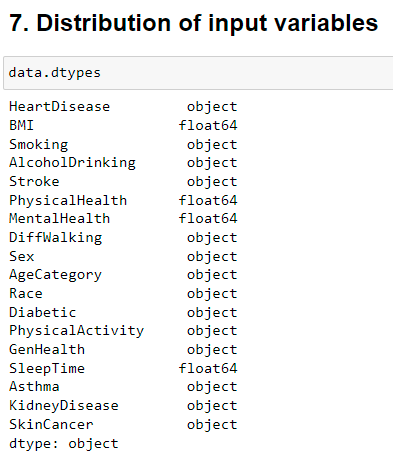 7. Distribution of input variables
data.dtypes
HeartDisease object
BMI float64
Smoking object
AlcoholDrinking object
Stroke object
PhysicalHealth float64
MentalHealth float64
DiffWalking object
Sex object
AgeCategory object
Race object
Diabetic object
PhysicalActivity object
GenHealth object
SleepTime float64
Asthma object
KidneyDisease object
SkinCancer object
dtype: object